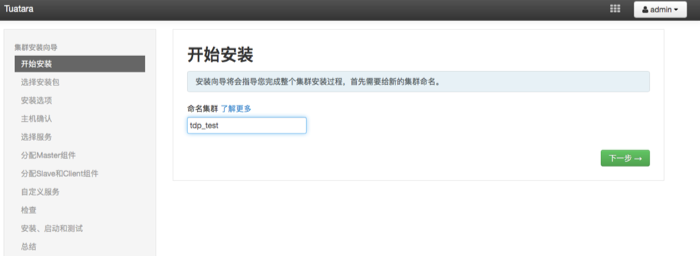 Tuatara
admin
集群安装向导
开始安装
选择安装包
安装选项
主机确认
选择服务
分配Master组件
分配Slave和Client组件
自定义服务
检查
安装、启动和测试
总结
开始安装
安装向导将会指导您完成整个集群安装过程，首先需要给新的集群命名。
命名集群 了解更多
tdp_test
下一步 →